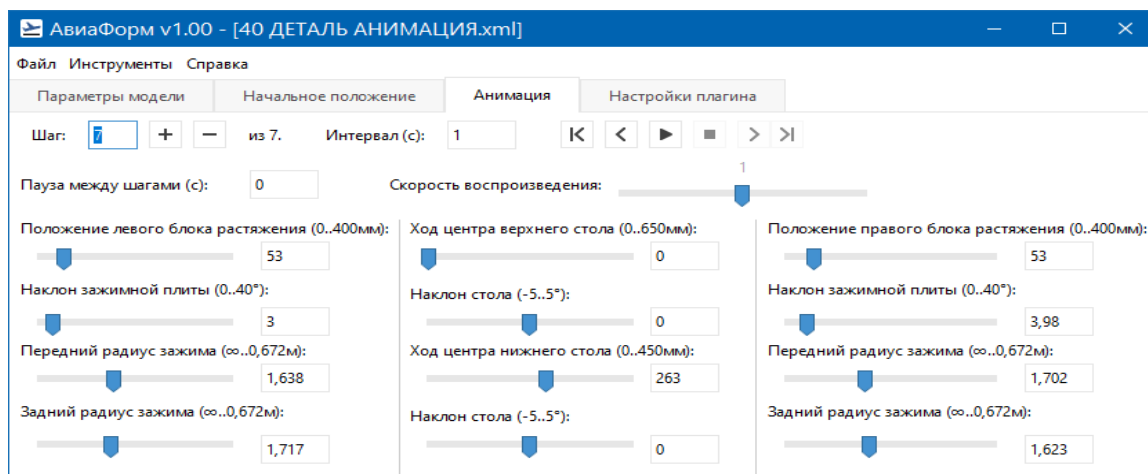 АвиаФорм v1.00 - [40 ДЕТАЛЬ АНИМАЦИЯ.xml]
Файл Инструменты Справка
Параметры модели Начальное положение Анимация Настройки плагина
Шаг: 7 + − из 7. Интервал (с): 1
1
Пауза между шагами (с): 0 Скорость воспроизведения:
Положение левого блока растяжения (0..400мм): Ход центра верхнего стола (0..650мм): Положение правого блока растяжения (0..400мм):
53 0 53
Наклон зажимной плиты (0..40°): Наклон стола (-5..5°): Наклон зажимной плиты (0..40°):
3 0 3,98
Передний радиус зажима (∞..0,672м): Ход центра нижнего стола (0..450мм): Передний радиус зажима (∞..0,672м):
1,638 263 1,702
Задний радиус зажима (∞..0,672м): Наклон стола (-5..5°): Задний радиус зажима (∞..0,672м):
1,717 0 1,623